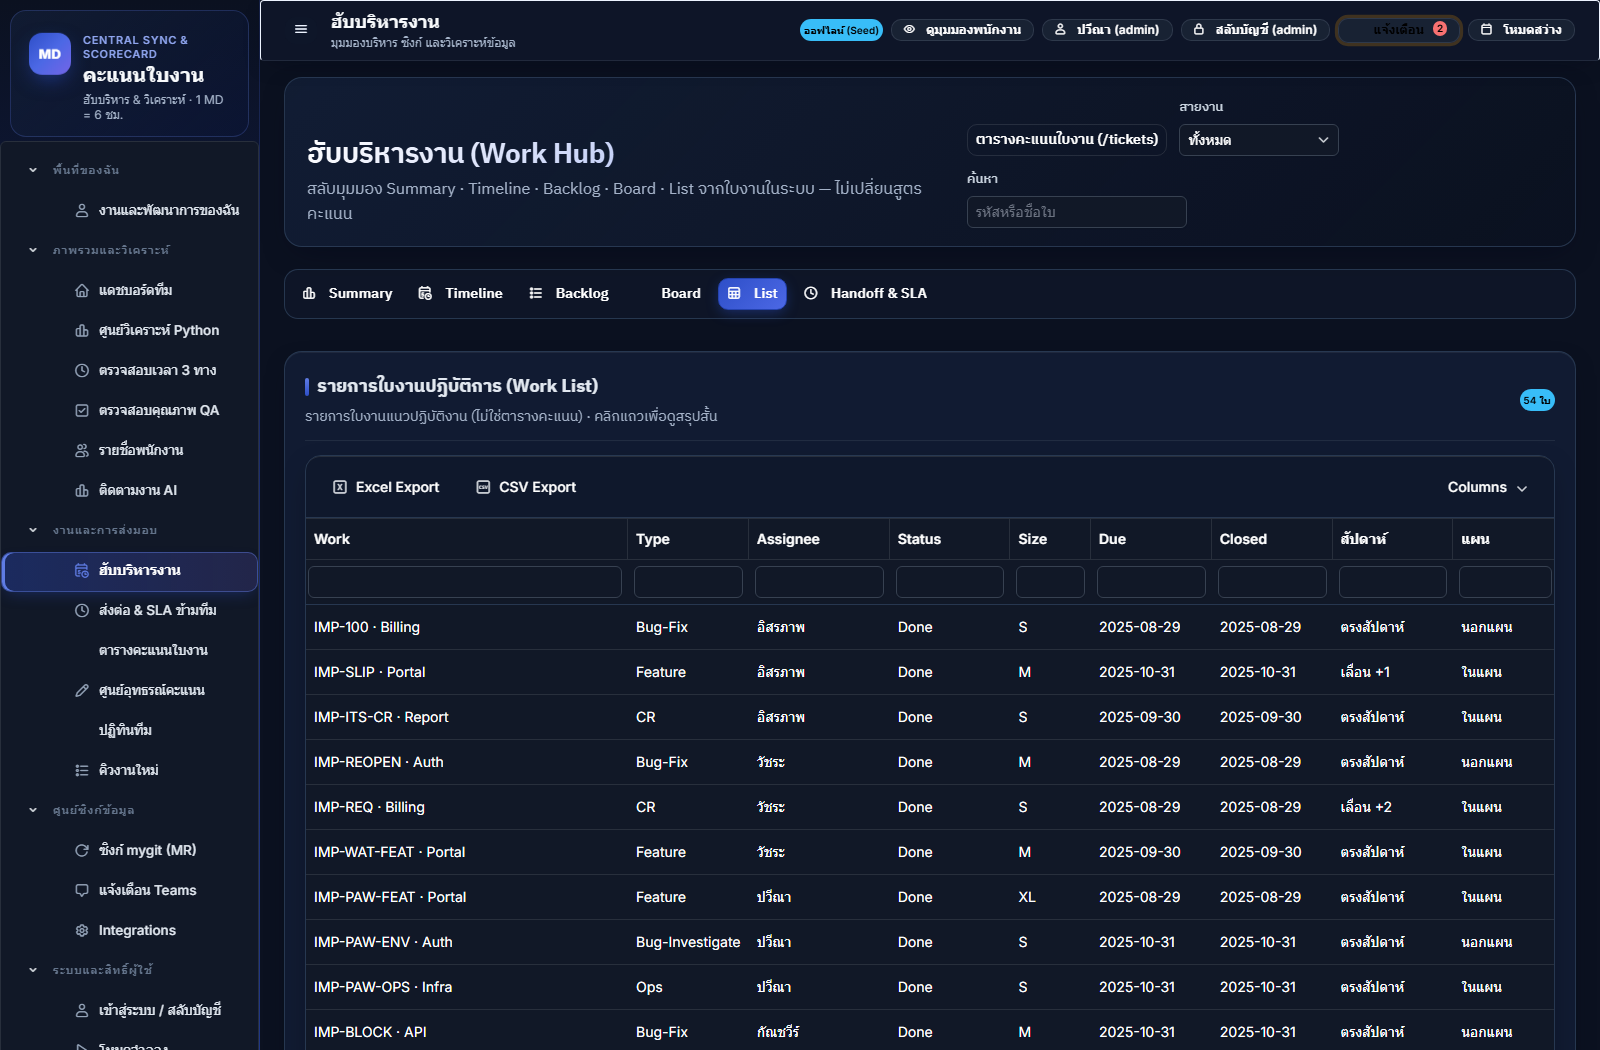 MD
CENTRAL SYNC &
SCORECARD
คะแนนใบงาน
ฮับบริหาร & วิเคราะห์ · 1 MD
= 6 ชม.
พื้นที่ของฉัน
งานและพัฒนาการของฉัน
ภาพรวมและวิเคราะห์
แดชบอร์ดทีม
ศูนย์วิเคราะห์ Python
ตรวจสอบเวลา 3 ทาง
ตรวจสอบคุณภาพ QA
รายชื่อพนักงาน
ติดตามงาน AI
งานและการส่งมอบ
ฮับบริหารงาน
ส่งต่อ & SLA ข้ามทีม
ตารางคะแนนใบงาน
ศูนย์อุทธรณ์คะแนน
ปฏิทินทีม
คิวงานใหม่
ศูนย์ซิงก์ข้อมูล
ซิงก์ mygit (MR)
แจ้งเตือน Teams
Integrations
ระบบและสิทธิ์ผู้ใช้
เข้าสู่ระบบ / สลับบัญชี
ฮับบริหารงาน
มุมมองบริหาร ซิงก์ และวิเคราะห์ข้อมูล
ออฟไลน์ (Seed)
ดูมุมมองพนักงาน
ปวีณา (admin)
สลับบัญชี (admin)
แจ้งเตือน 2
โหมดสว่าง
ฮับบริหารงาน (Work Hub)
สลับมุมมอง Summary · Timeline · Backlog · Board · List จากใบงานในระบบ — ไม่เปลี่ยนสูตร
คะแนน
ตารางคะแนนใบงาน (/tickets)
สายงาน
ทั้งหมด
ค้นหา
รหัสหรือชื่อใบ
Summary Timeline Backlog Board List Handoff & SLA
รายการใบงานปฏิบัติการ (Work List)
รายการใบงานแนวปฏิบัติงาน (ไม่ใช่ตารางคะแนน) · คลิกแถวเพื่อดูสรุปสั้น
54 ใบ
Excel Export CSV Export Columns
Work Type Assignee Status Size Due Closed สัปดาห์ แผน
IMP-100 · Billing Bug-Fix อิสรภาพ Done S 2025-08-29 2025-08-29 ตรงสัปดาห์ นอกแผน
IMP-SLIP · Portal Feature อิสรภาพ Done M 2025-10-31 2025-10-31 เลื่อน +1 ในแผน
IMP-ITS-CR · Report CR อิสรภาพ Done S 2025-09-30 2025-09-30 ตรงสัปดาห์ ในแผน
IMP-REOPEN · Auth Bug-Fix วัชระ Done M 2025-08-29 2025-08-29 ตรงสัปดาห์ นอกแผน
IMP-REQ · Billing CR วัชระ Done S 2025-08-29 2025-08-29 เลื่อน +2 ในแผน
IMP-WAT-FEAT · Portal Feature วัชระ Done M 2025-09-30 2025-09-30 ตรงสัปดาห์ ในแผน
IMP-PAW-FEAT · Portal Feature ปวีณา Done XL 2025-08-29 2025-08-29 ตรงสัปดาห์ ในแผน
IMP-PAW-ENV · Auth Bug-Investigate ปวีณา Done S 2025-10-31 2025-10-31 ตรงสัปดาห์ นอกแผน
IMP-PAW-OPS · Infra Ops ปวีณา Done S 2025-10-31 2025-10-31 ตรงสัปดาห์ ในแผน
IMP-BLOCK · API Bug-Fix กัณชวีร์ Done M 2025-10-31 2025-10-31 ตรงสัปดาห์ นอกแผน